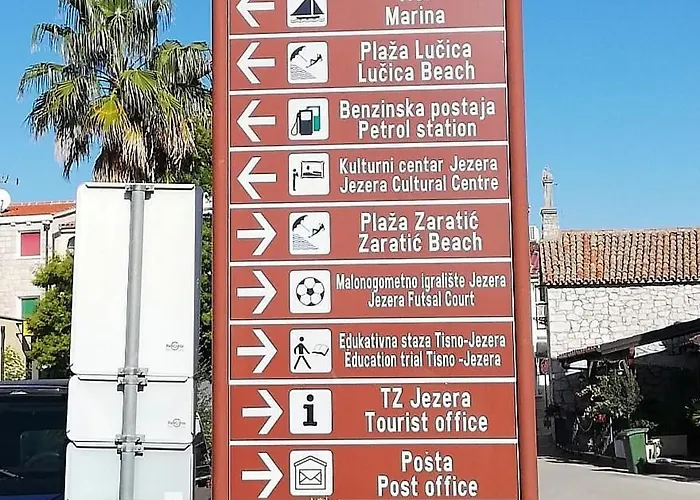 Marina
Plaža Lučica
Lučica Beach
Benzinska postaja
Petrol station
Kulturni centar Jezera
Jezera Cultural Centre
Plaža Zaratić
Zaratić Beach
Malonogometno igralište Jezera
Jezera Futsal Court
Edukativna staza Tisno-Jezera
Education trial Tisno -Jezera
TZ Jezera
Tourist office
Pošta
Post office